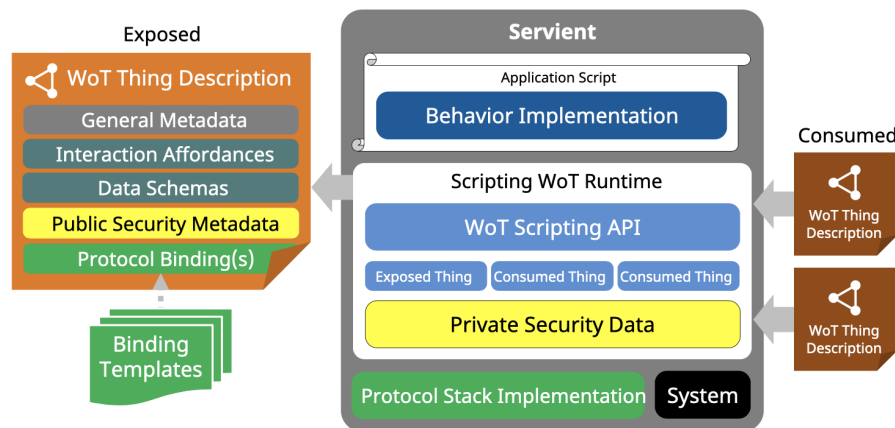 Exposed
WoT Thing Description
General Metadata
Interaction Affordances
Data Schemas
Public Security Metadata
Protocol Binding(s)
Binding
Templates
Servient
Application Script
Behavior Implementation
Scripting WoT Runtime
WoT Scripting API
Exposed Thing
Consumed Thing
Consumed Thing
Private Security Data
Protocol Stack Implementation
System
Consumed
WoT Thing
Description
WoT Thing
Description